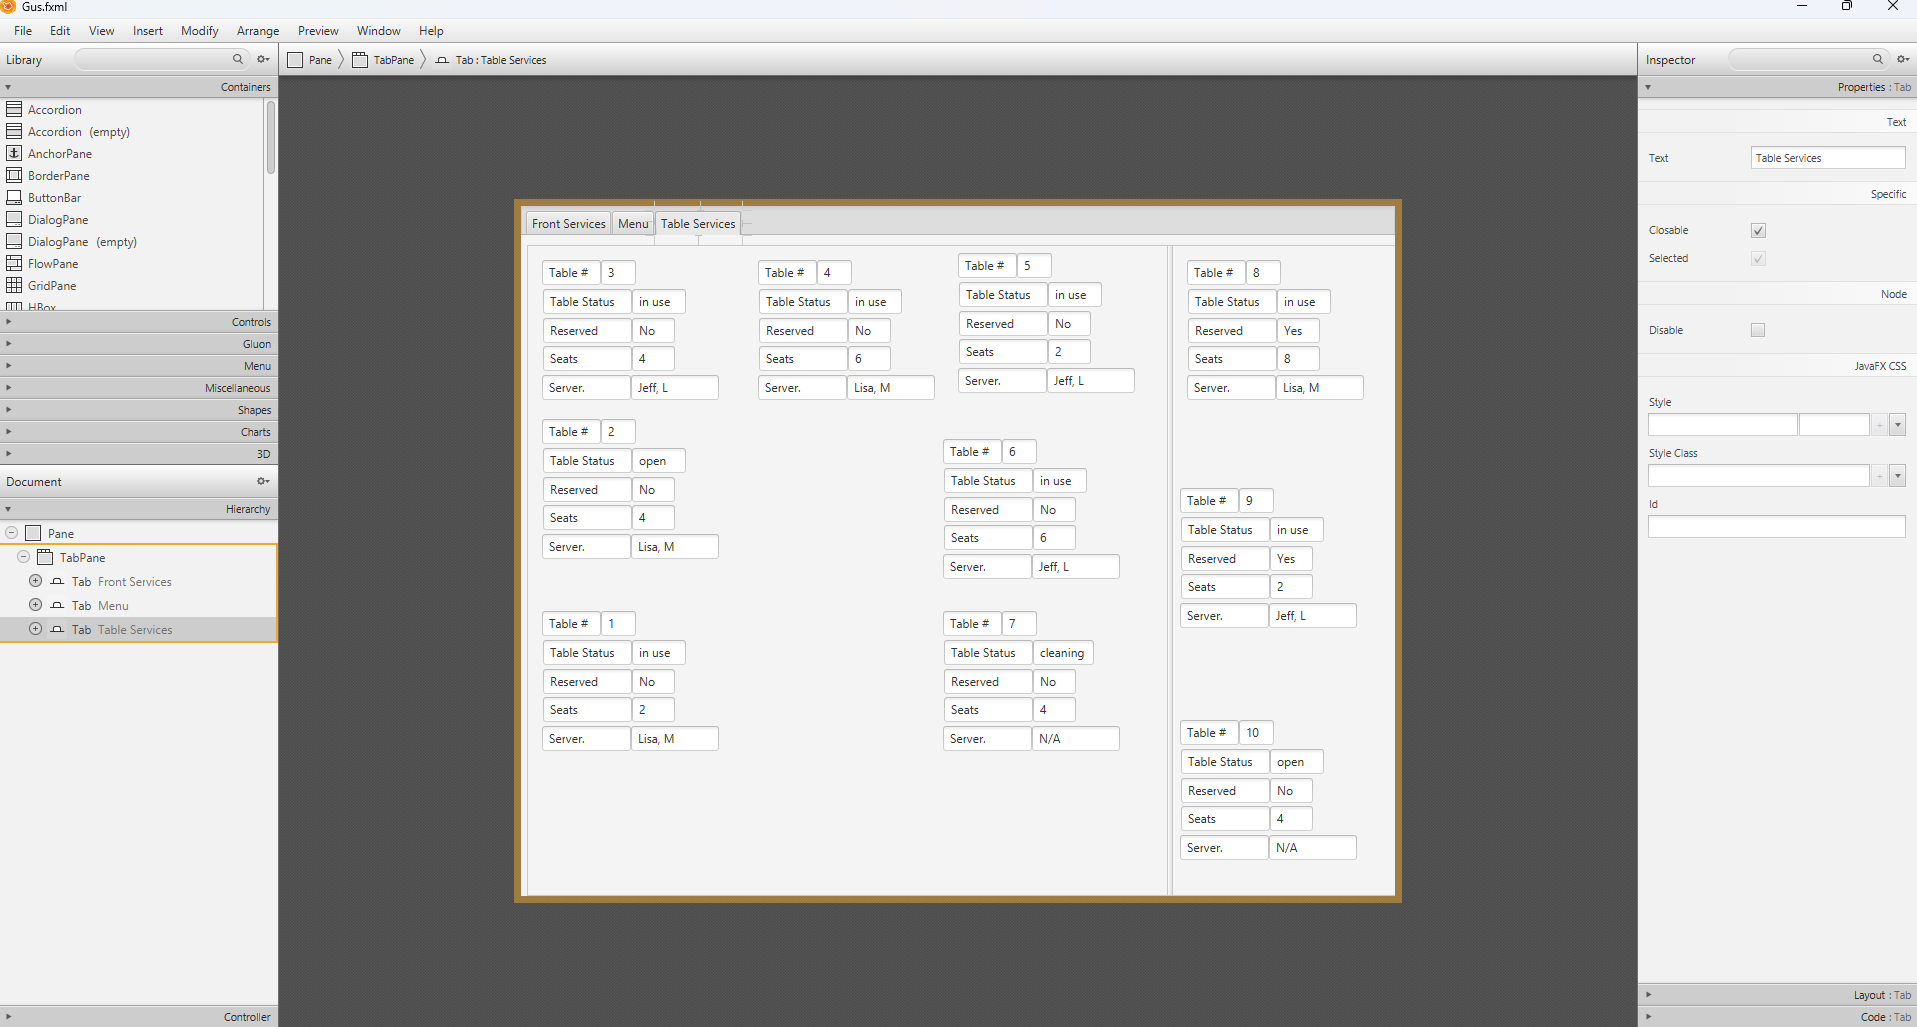 Gus.fxml
File Edit View Insert Modify Arrange Preview Window Help
Library
Pane TabPane Tab : Table Services
Inspector
Containers
Accordion
Accordion (empty)
AnchorPane
BorderPane
ButtonBar
DialogPane
DialogPane (empty)
FlowPane
GridPane
HBox
Controls
Gluon
Menu
Miscellaneous
Shapes
Charts
3D
Document
Hierarchy
Pane
TabPane
Tab Front Services
Tab Menu
Tab Table Services
Controller
Front Services Menu Table Services
Table # 3
Table Status in use
Reserved No
Seats 4
Server. Jeff, L
Table # 4
Table Status in use
Reserved No
Seats 6
Server. Lisa, M
Table # 5
Table Status in use
Reserved No
Seats 2
Server. Jeff, L
Table # 8
Table Status in use
Reserved Yes
Seats 8
Server. Lisa, M
Table # 2
Table Status open
Reserved No
Seats 4
Server. Lisa, M
Table # 6
Table Status in use
Reserved No
Seats 6
Server. Jeff, L
Table # 9
Table Status in use
Reserved Yes
Seats 2
Server. Jeff, L
Table # 1
Table Status in use
Reserved No
Seats 2
Server. Lisa, M
Table # 7
Table Status cleaning
Reserved No
Seats 4
Server. N/A
Table # 10
Table Status open
Reserved No
Seats 4
Server. N/A
Properties : Tab
Text
Text Table Services
Specific
Closable
Selected
Node
Disable
JavaFX CSS
Style
Style Class
Id
Layout : Tab
Code : Tab